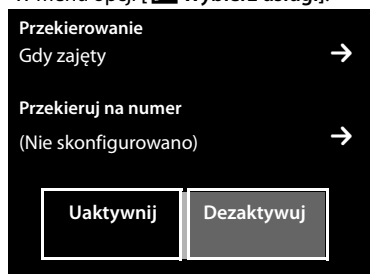 Przekierowanie
Gdy zajęty
Przekieruj na numer
(Nie skonfigurowano)
Uaktywnij Dezaktywuj